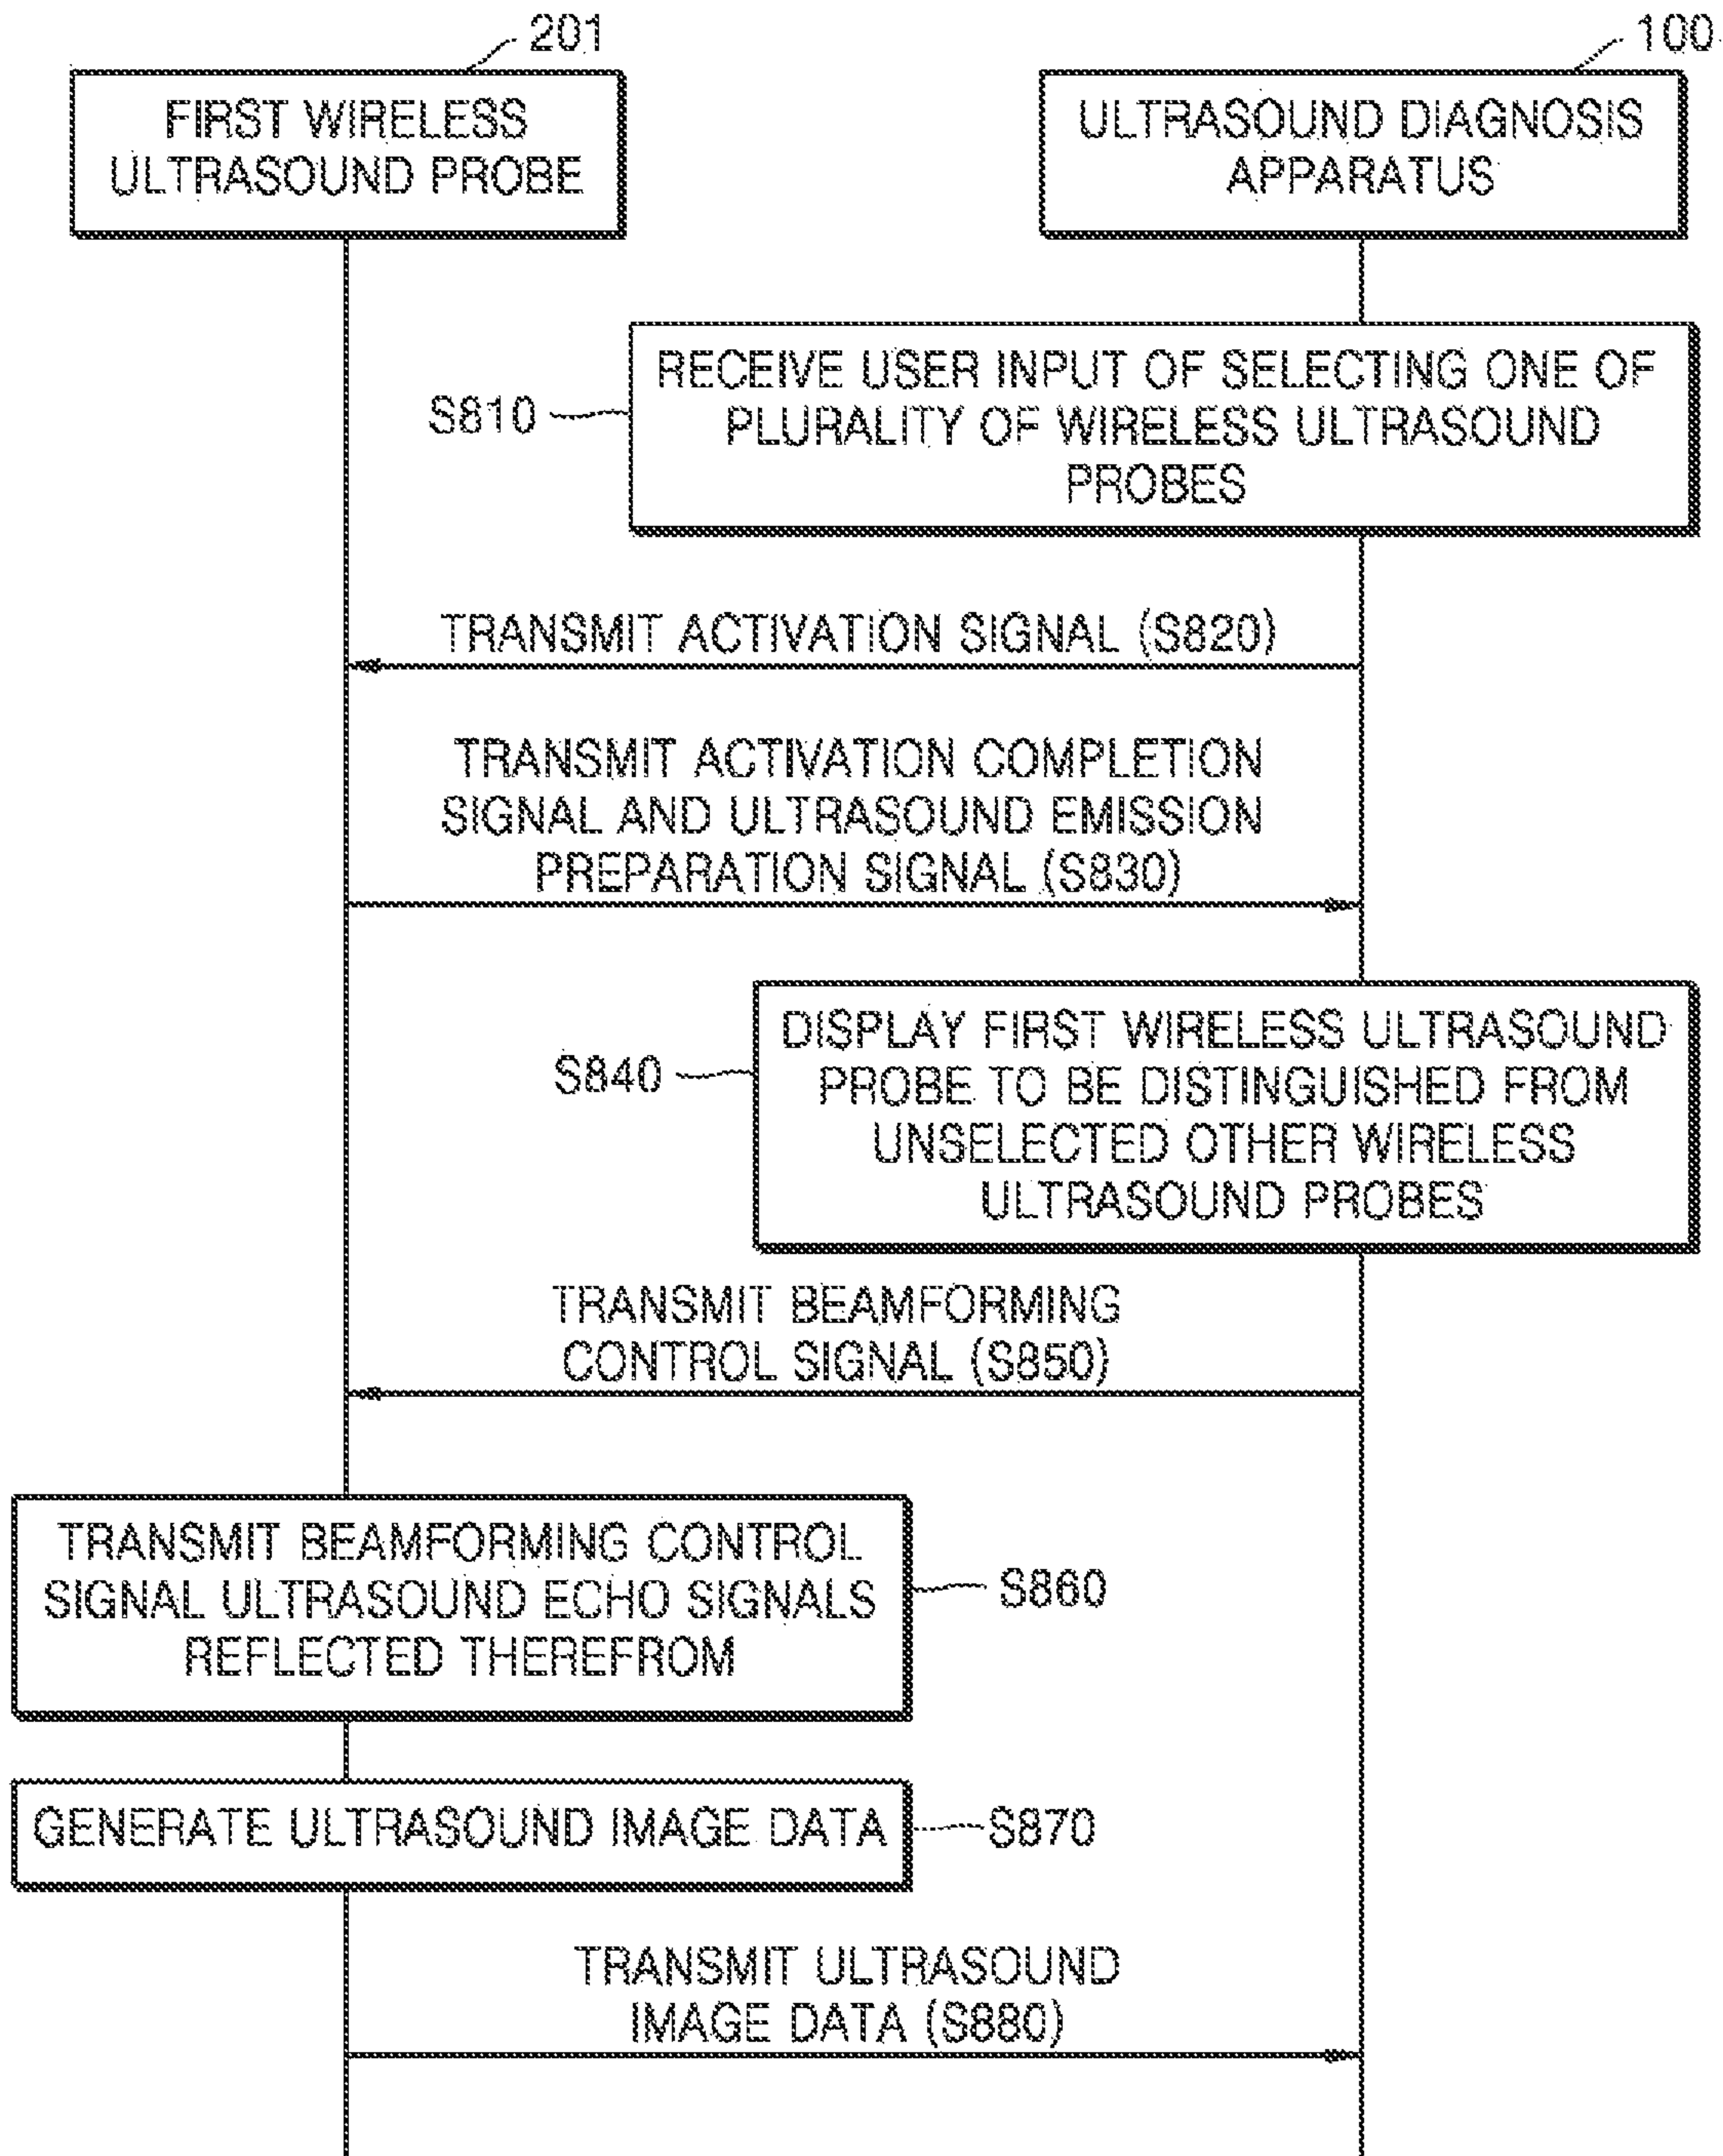 201
100
FIRST WIRELESS
ULTRASOUND PROBE
ULTRASOUND DIAGNOSIS
APPARATUS
S810
RECEIVE USER INPUT OF SELECTING ONE OF
PLURALITY OF WIRELESS ULTRASOUND
PROBES
TRANSMIT ACTIVATION SIGNAL (S820)
TRANSMIT ACTIVATION COMPLETION
SIGNAL AND ULTRASOUND EMISSION
PREPARATION SIGNAL (S830)
S840
DISPLAY FIRST WIRELESS ULTRASOUND
PROBE TO BE DISTINGUISHED FROM
UNSELECTED OTHER WIRELESS
ULTRASOUND PROBES
TRANSMIT BEAMFORMING
CONTROL SIGNAL (S850)
TRANSMIT BEAMFORMING CONTROL
SIGNAL ULTRASOUND ECHO SIGNALS
REFLECTED THEREFROM
S860
GENERATE ULTRASOUND IMAGE DATA
S870
TRANSMIT ULTRASOUND
IMAGE DATA (S880)